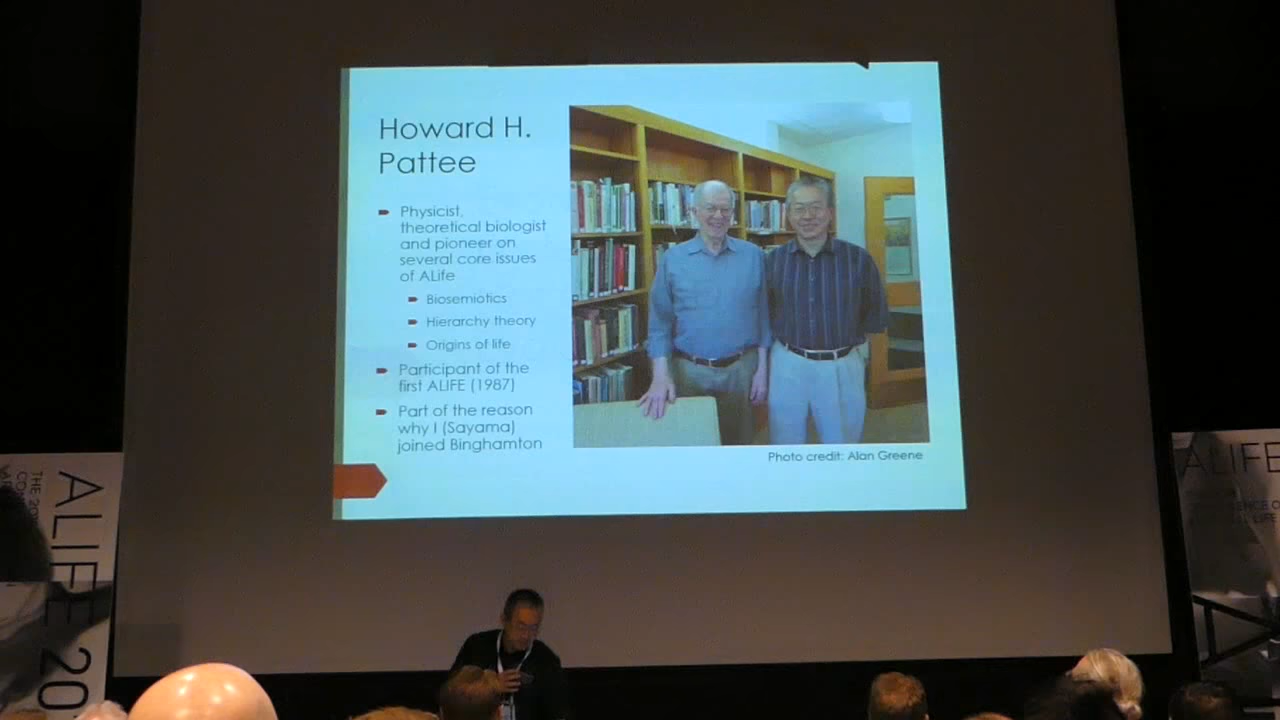 Howard H.
Pattee
Physicist,
theoretical biologist
and pioneer on
several core issues
of ALife
Biosemiotics
Hierarchy theory
Origins of life
Participant of the
first ALIFE (1987)
Part of the reason
why I (Sayama)
joined Binghamton
Photo credit: Alan Greene
ALIFE 20
THE 20
ALIFE